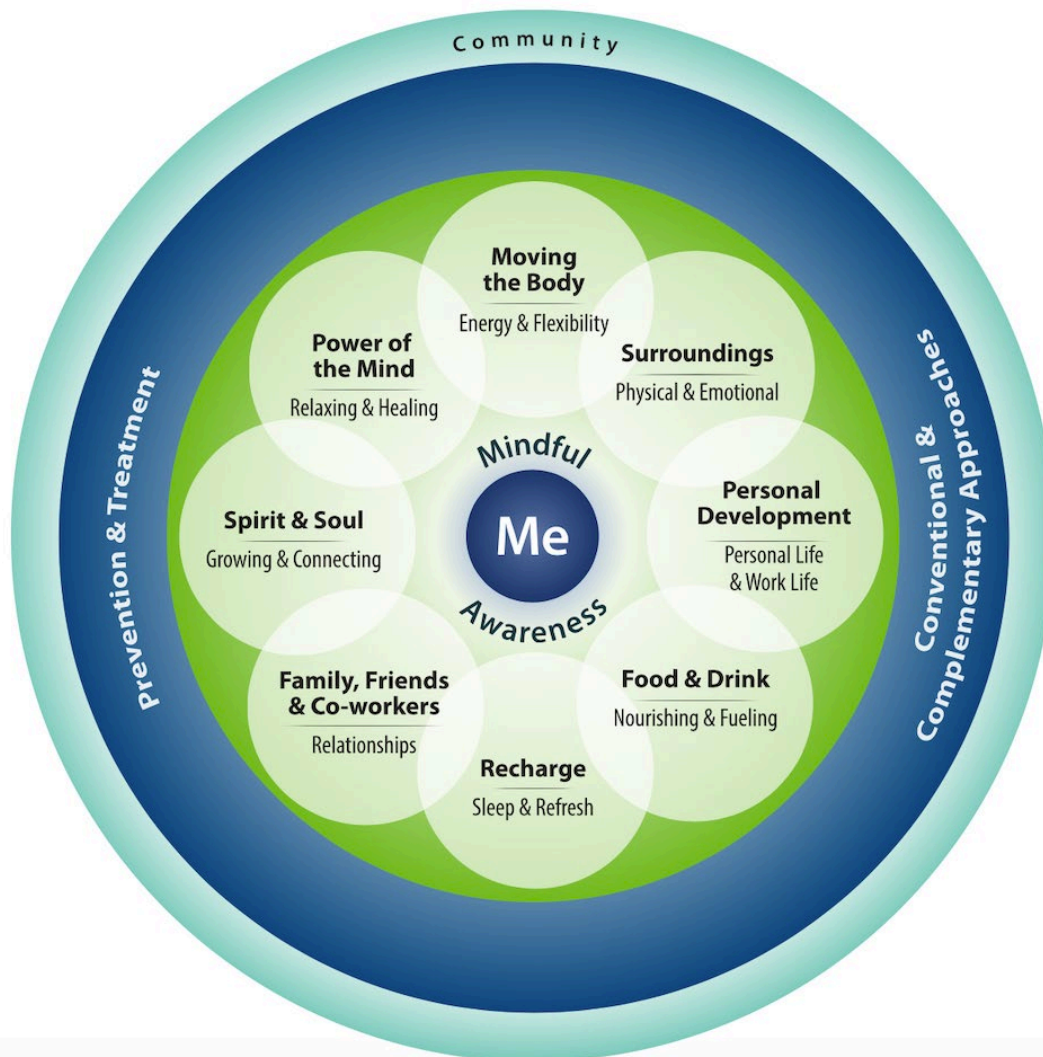 Community
Prevention & Treatment
Conventional &
Complementary Approaches
Moving
the Body
Energy & Flexibility
Surroundings
Physical & Emotional
Personal
Development
Personal Life
& Work Life
Food & Drink
Nourishing & Fueling
Recharge
Sleep & Refresh
Family, Friends
& Co-workers
Relationships
Spirit & Soul
Growing & Connecting
Power of
the Mind
Relaxing & Healing
Mindful
Me
Awareness